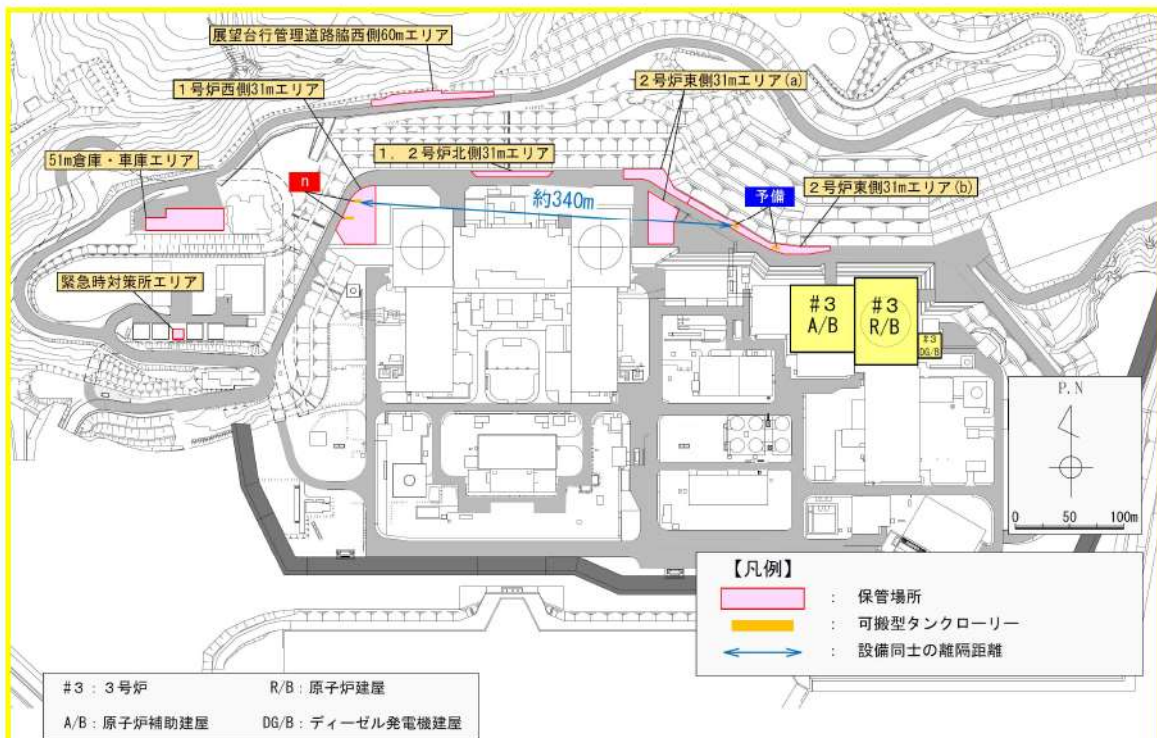 展望台行管理道路脇西側60mエリア
1号炉西側31mエリア
2号炉東側31mエリア(a)
51m倉庫・車庫エリア
1,2号炉北側31mエリア
n
約340m
予備
2号炉東側31mエリア(b)
緊急時対策所エリア
#3
A/B
#3
R/B
#3
DG/B
P.N
0 50 100m
【凡例】
: 保管場所
: 可搬型タンクローリー
: 設備同士の離隔距離
#3:3号炉 R/B:原子炉建屋
A/B:原子炉補助建屋 DG/B:ディーゼル発電機建屋